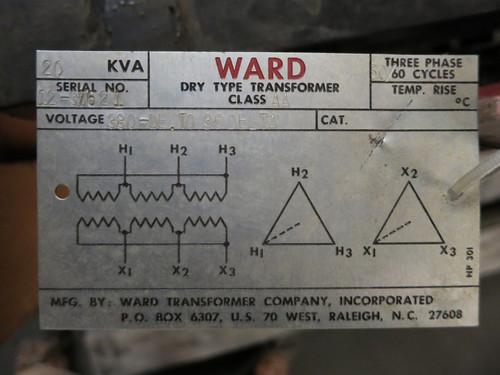 20 KVA
WARD
THREE PHASE
60 CYCLES
SERIAL NO.
DRY TYPE TRANSFORMER
CLASS AA
TEMP. RISE
°C
VOLTAGE
CAT.
H1 H2 H3
X1 X2 X3
H2
H1 H3
X2
X1 X3
HP 301
MFG. BY: WARD TRANSFORMER COMPANY, INCORPORATED
P.O. BOX 6307, U.S. 70 WEST, RALEIGH, N.C. 27608